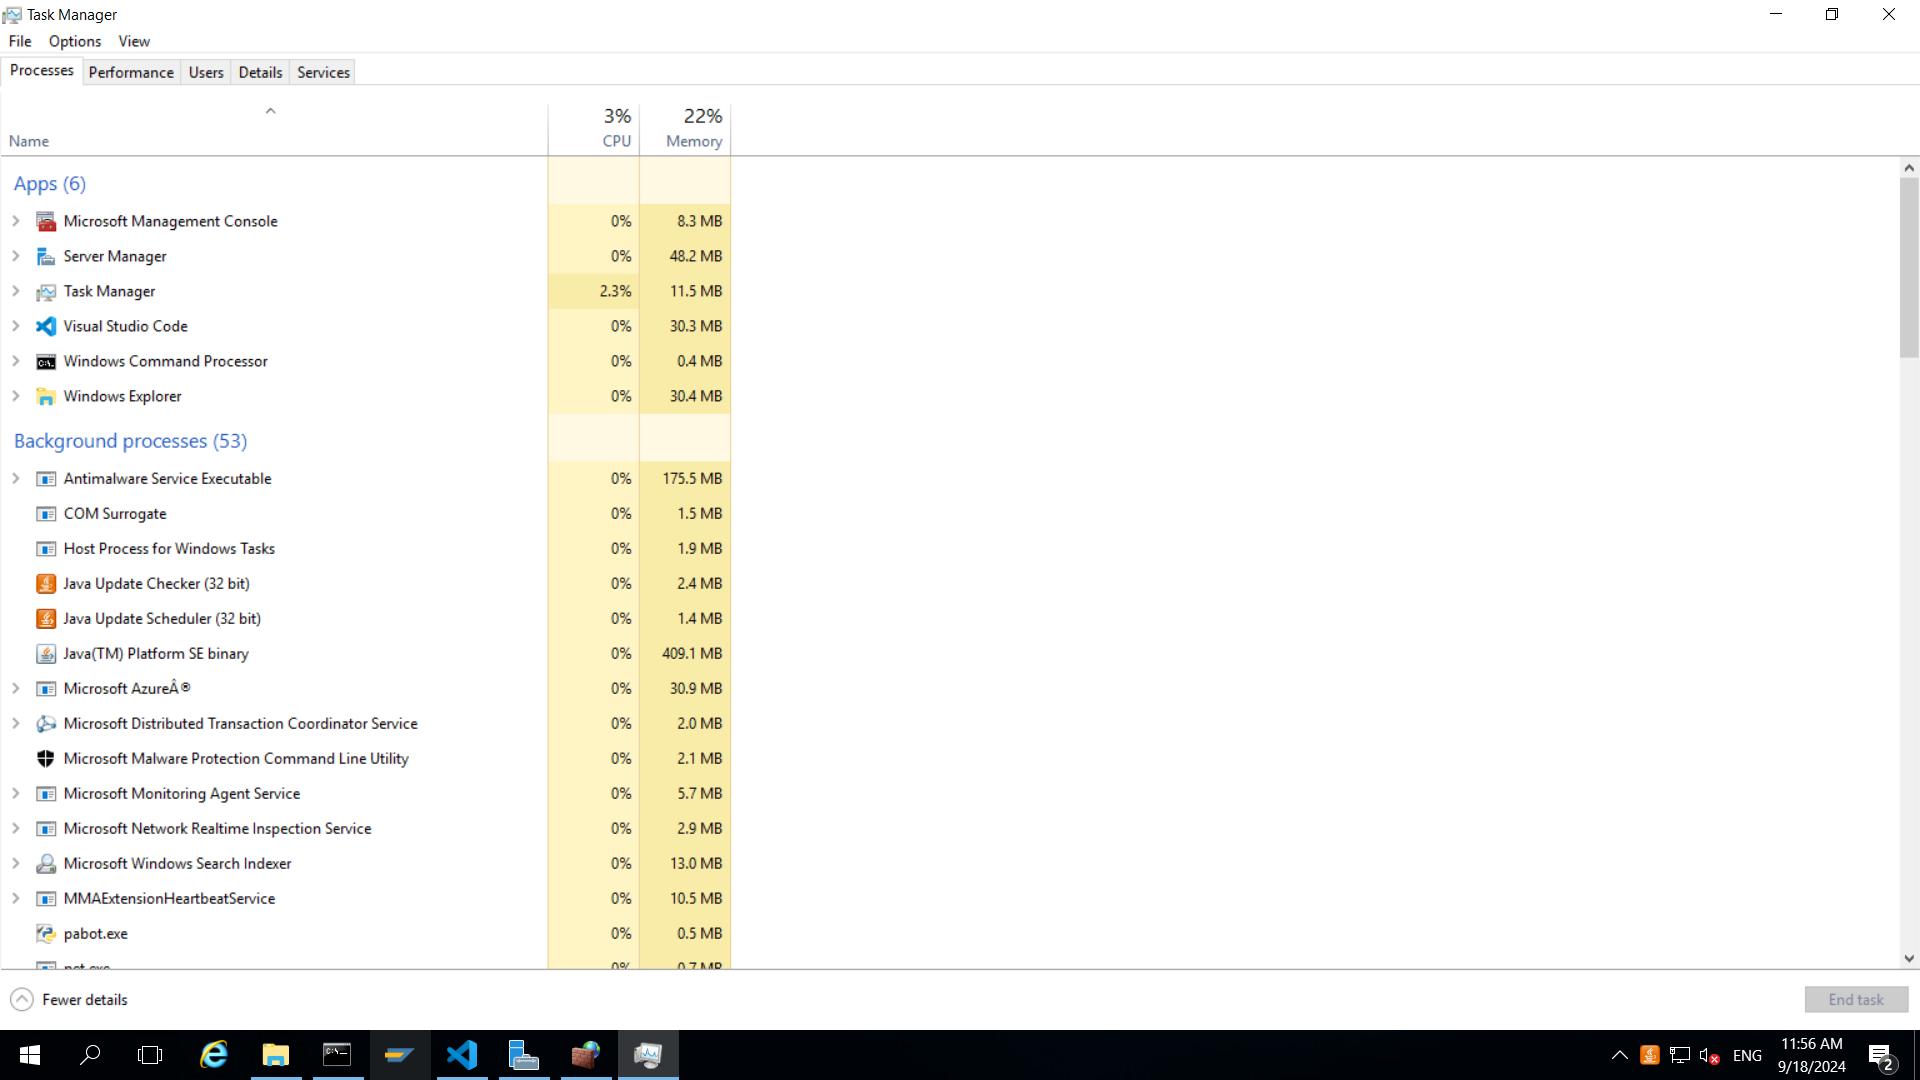 Task Manager
File Options View
Processes Performance Users Details Services
3% 22%
Name CPU Memory
Apps (6)
Microsoft Management Console 0% 8.3 MB
Server Manager 0% 48.2 MB
Task Manager 2.3% 11.5 MB
Visual Studio Code 0% 30.3 MB
Windows Command Processor 0% 0.4 MB
Windows Explorer 0% 30.4 MB
Background processes (53)
Antimalware Service Executable 0% 175.5 MB
COM Surrogate 0% 1.5 MB
Host Process for Windows Tasks 0% 1.9 MB
Java Update Checker (32 bit) 0% 2.4 MB
Java Update Scheduler (32 bit) 0% 1.4 MB
Java(TM) Platform SE binary 0% 409.1 MB
Microsoft AzureÂ® 0% 30.9 MB
Microsoft Distributed Transaction Coordinator Service 0% 2.0 MB
Microsoft Malware Protection Command Line Utility 0% 2.1 MB
Microsoft Monitoring Agent Service 0% 5.7 MB
Microsoft Network Realtime Inspection Service 0% 2.9 MB
Microsoft Windows Search Indexer 0% 13.0 MB
MMAExtensionHeartbeatService 0% 10.5 MB
pabot.exe 0% 0.5 MB
0% 0.7 MB
Fewer details End task
ENG 11:56 AM
9/18/2024 2